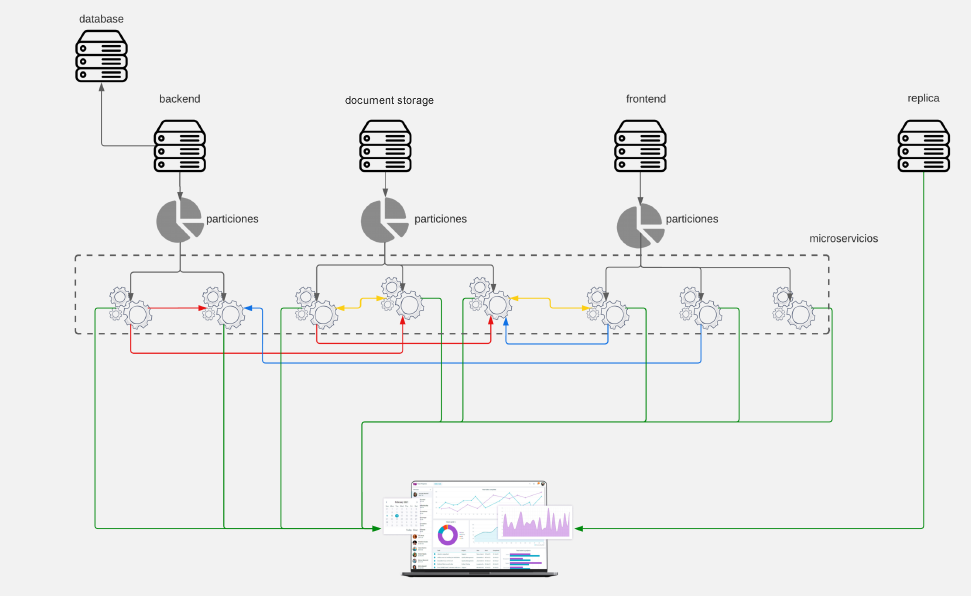 database
backend
document storage
frontend
replica
particiones
particiones
particiones
microservicios